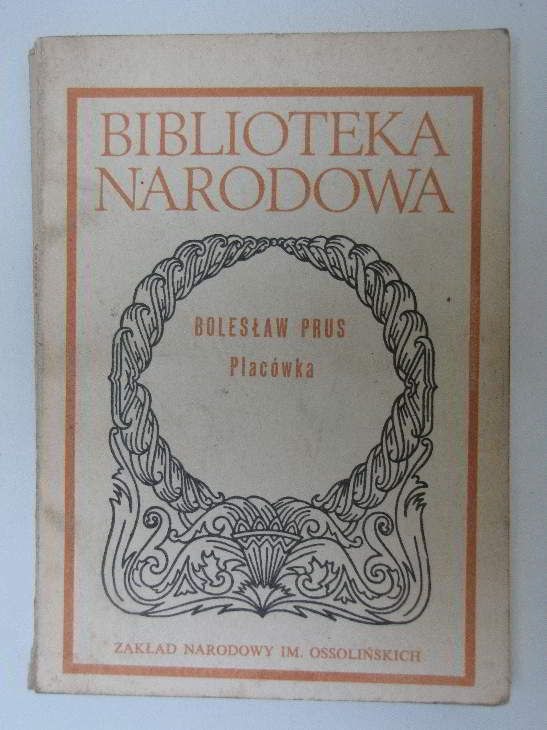 BIBLIOTEKA
NARODOWA
BOLESŁAW PRUS
Placówka
ZAKŁAD NARODOWY IM. OSSOLIŃSKICH